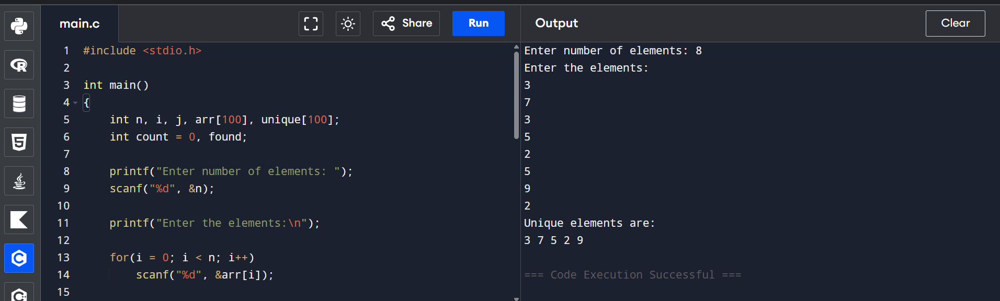 main.c
Share
Run
Output
Clear
1 #include <stdio.h>
2
3 int main()
4 {
5     int n, i, j, arr[100], unique[100];
6     int count = 0, found;
7
8     printf("Enter number of elements: ");
9     scanf("%d", &n);
10
11     printf("Enter the elements:\n");
12
13     for(i = 0; i < n; i++)
14         scanf("%d", &arr[i]);
15
Enter number of elements: 8
Enter the elements:
3
7
3
5
2
5
9
2
Unique elements are:
3 7 5 2 9
=== Code Execution Successful ===